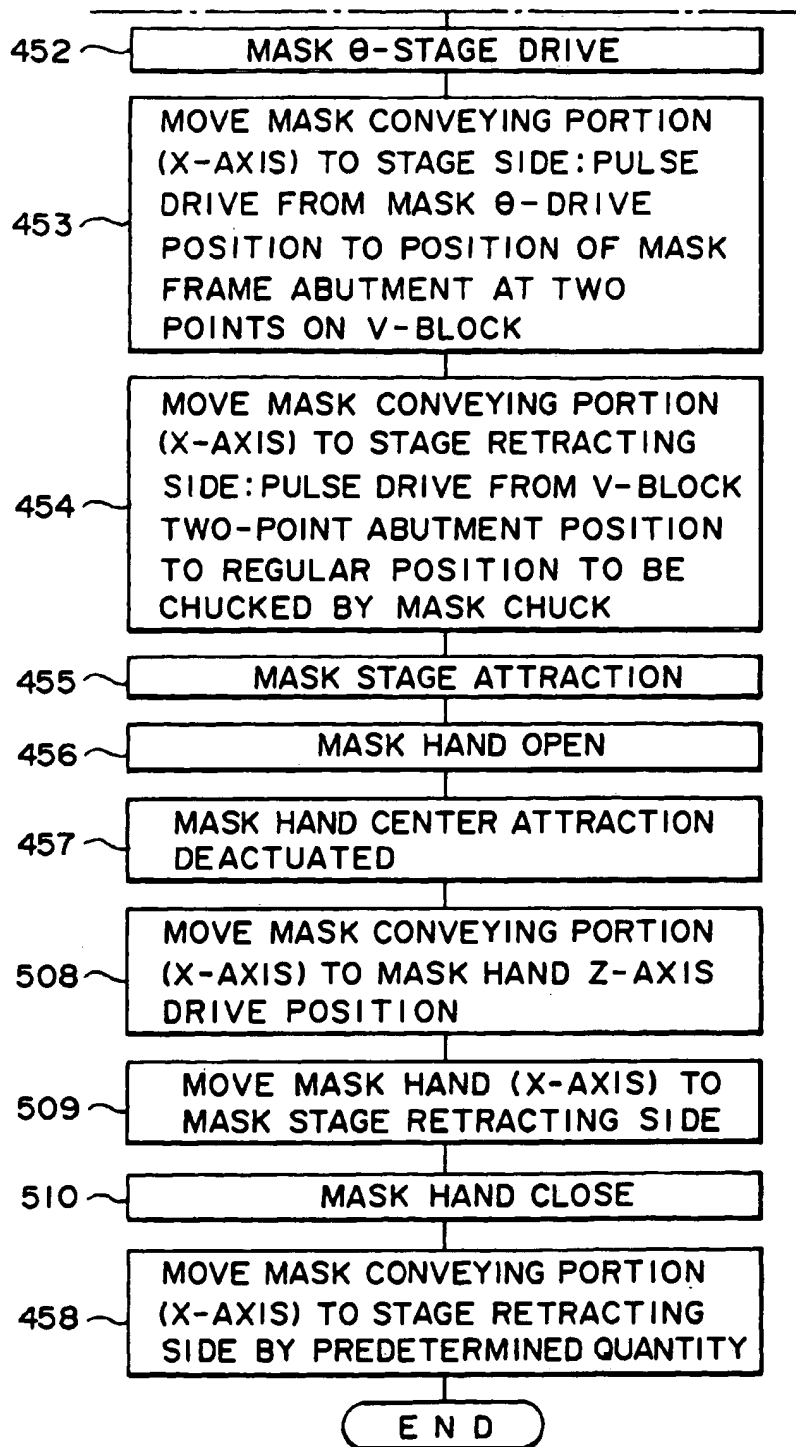 452
MASK θ-STAGE DRIVE
453
MOVE MASK CONVEYING PORTION
(X-AXIS) TO STAGE SIDE:PULSE
DRIVE FROM MASK θ-DRIVE
POSITION TO POSITION OF MASK
FRAME ABUTMENT AT TWO
POINTS ON V-BLOCK
454
MOVE MASK CONVEYING PORTION
(X-AXIS) TO STAGE RETRACTING
SIDE:PULSE DRIVE FROM V-BLOCK
TWO-POINT ABUTMENT POSITION
TO REGULAR POSITION TO BE
CHUCKED BY MASK CHUCK
455
MASK STAGE ATTRACTION
456
MASK HAND OPEN
457
MASK HAND CENTER ATTRACTION
DEACTUATED
508
MOVE MASK CONVEYING PORTION
(X-AXIS) TO MASK HAND Z-AXIS
DRIVE POSITION
509
MOVE MASK HAND (X-AXIS) TO
MASK STAGE RETRACTING SIDE
510
MASK HAND CLOSE
458
MOVE MASK CONVEYING PORTION
(X-AXIS) TO STAGE RETRACTING
SIDE BY PREDETERMINED QUANTITY
END